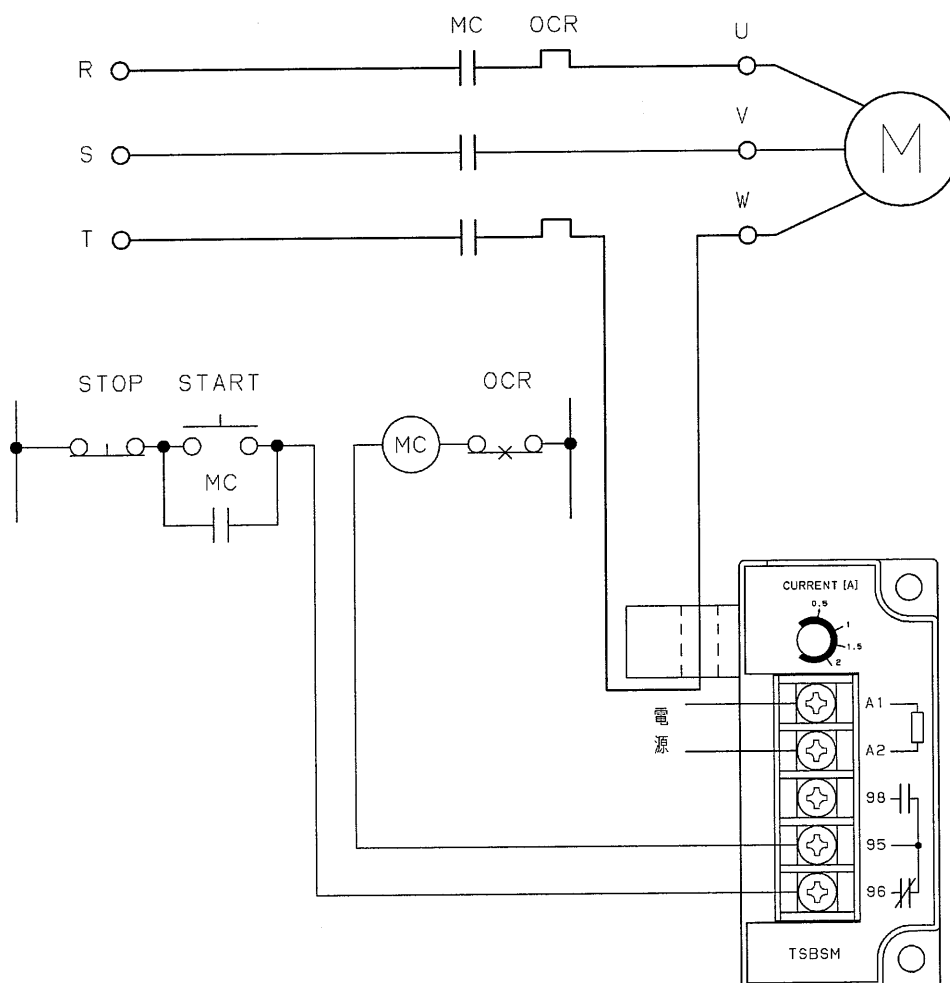 MC OCR U
R
V
M
S
W
T
STOP START OCR
MC
MC
CURRENT [A]
0.5
1
1.5
2
電源
A1
A2
98
95
96
TSBSM